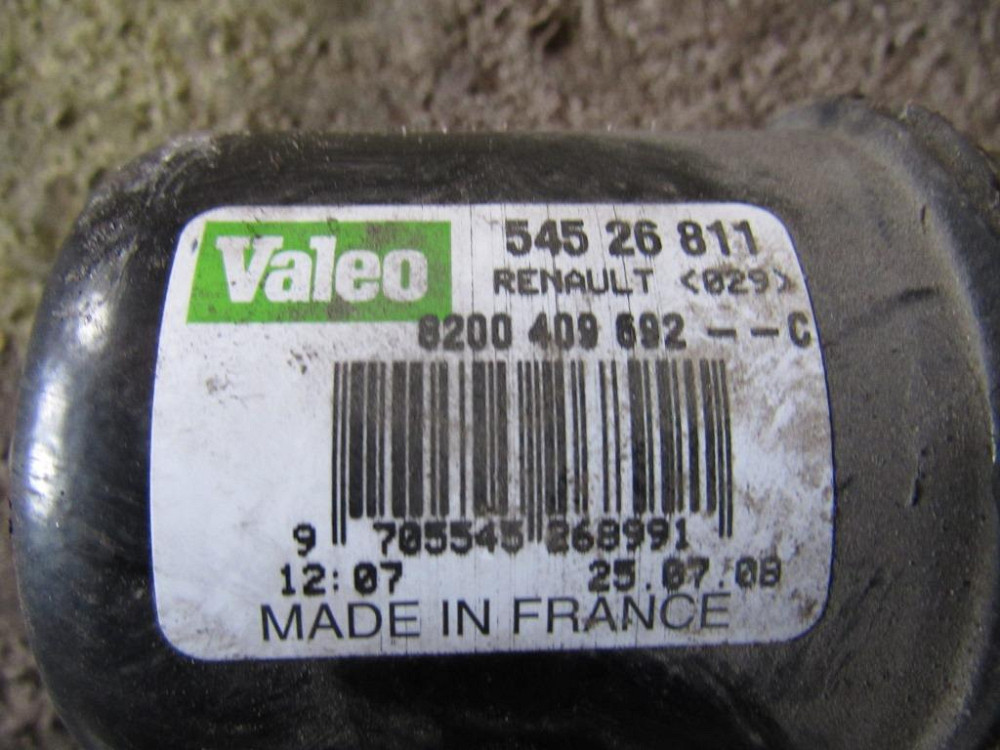 Valeo 545 26 811
RENAULT <029>
8200 409 692 --C
9 705545 268991
12:07 25.07.08
MADE IN FRANCE